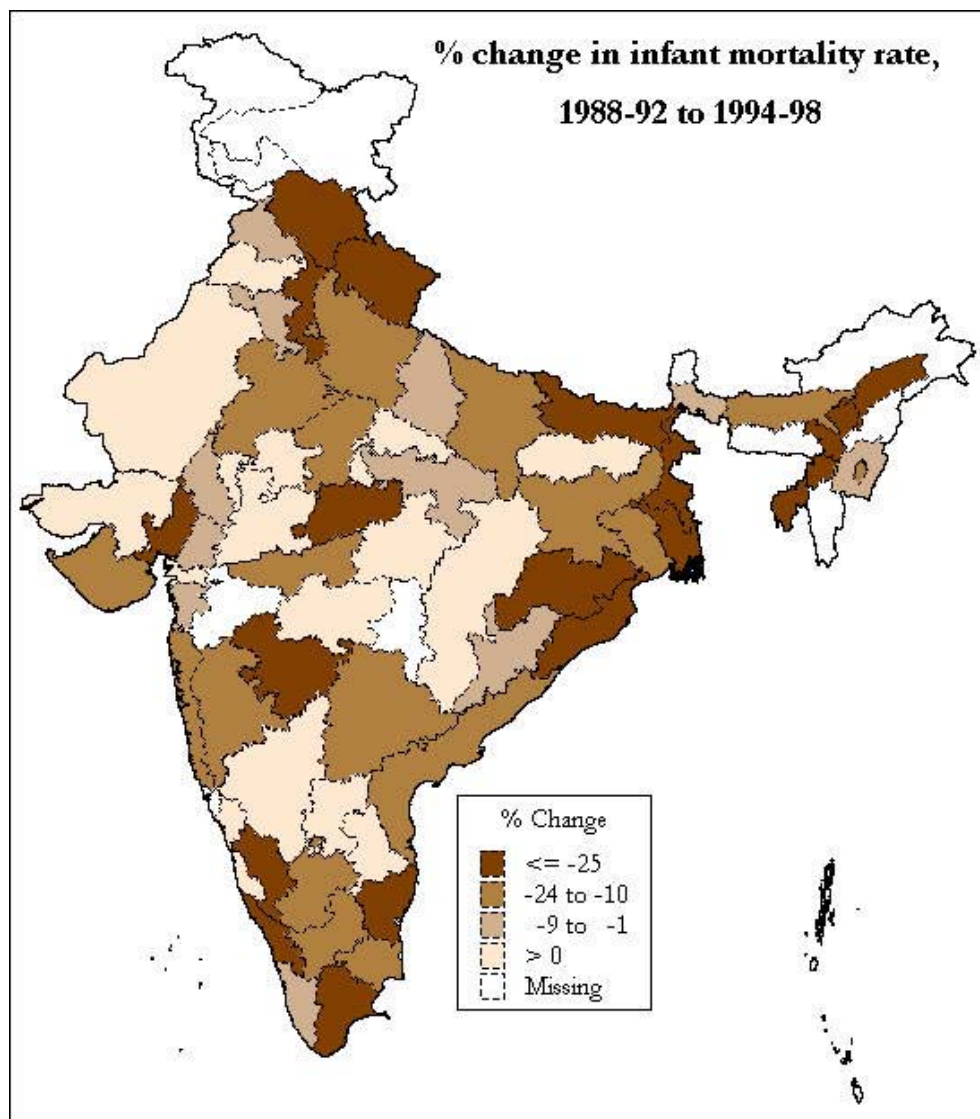 % change in infant mortality rate,
1988-92 to 1994-98
% Change
<= -25
-24 to -10
-9 to -1
> 0
Missing